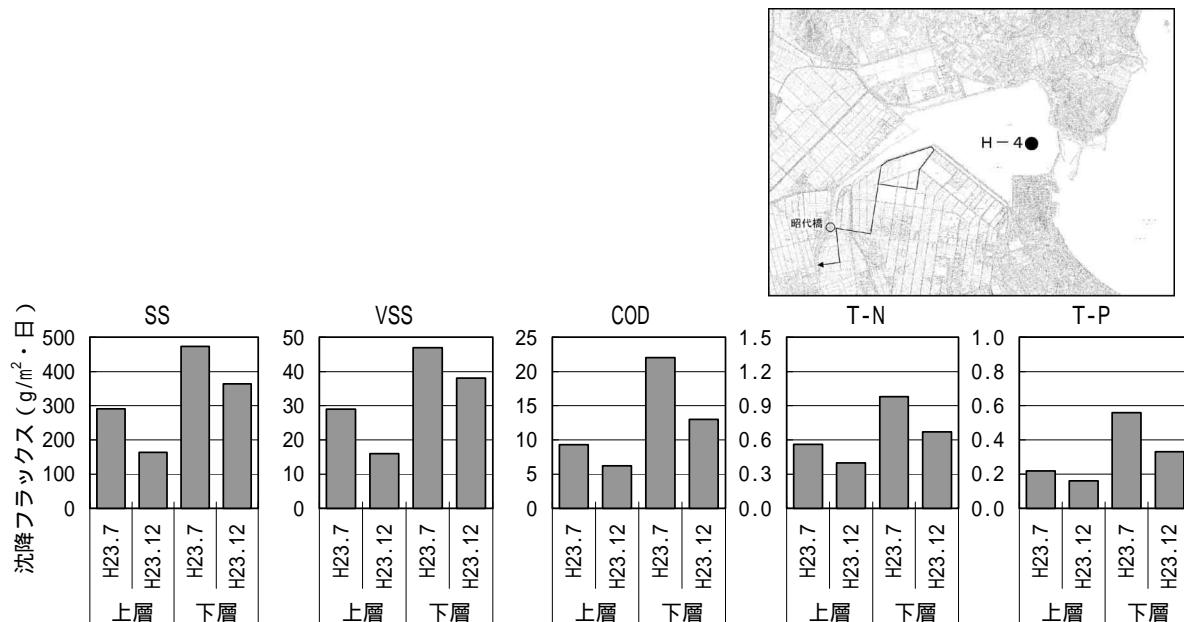 H－4
昭代橋
沈降フラックス（g/㎡・日）
SS
500
400
300
200
100
0
H23.7
H23.12
H23.7
H23.12
上層
下層
VSS
50
40
30
20
10
0
H23.7
H23.12
H23.7
H23.12
上層
下層
COD
25
20
15
10
5
0
H23.7
H23.12
H23.7
H23.12
上層
下層
T-N
1.5
1.2
0.9
0.6
0.3
0.0
H23.7
H23.12
H23.7
H23.12
上層
下層
T-P
1.0
0.8
0.6
0.4
0.2
0.0
H23.7
H23.12
H23.7
H23.12
上層
下層